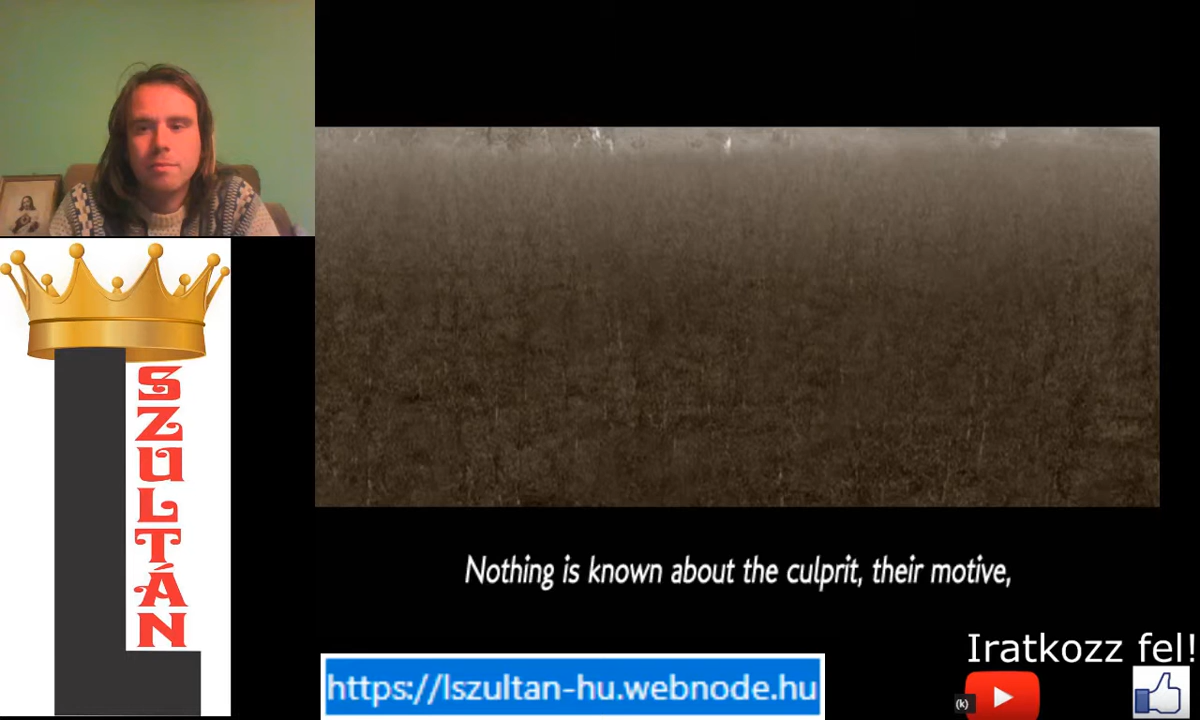 SZULTÁN
Nothing is known about the culprit, their motive,
Iratkozz fel!
https://lszultan-hu.webnode.hu
(k)